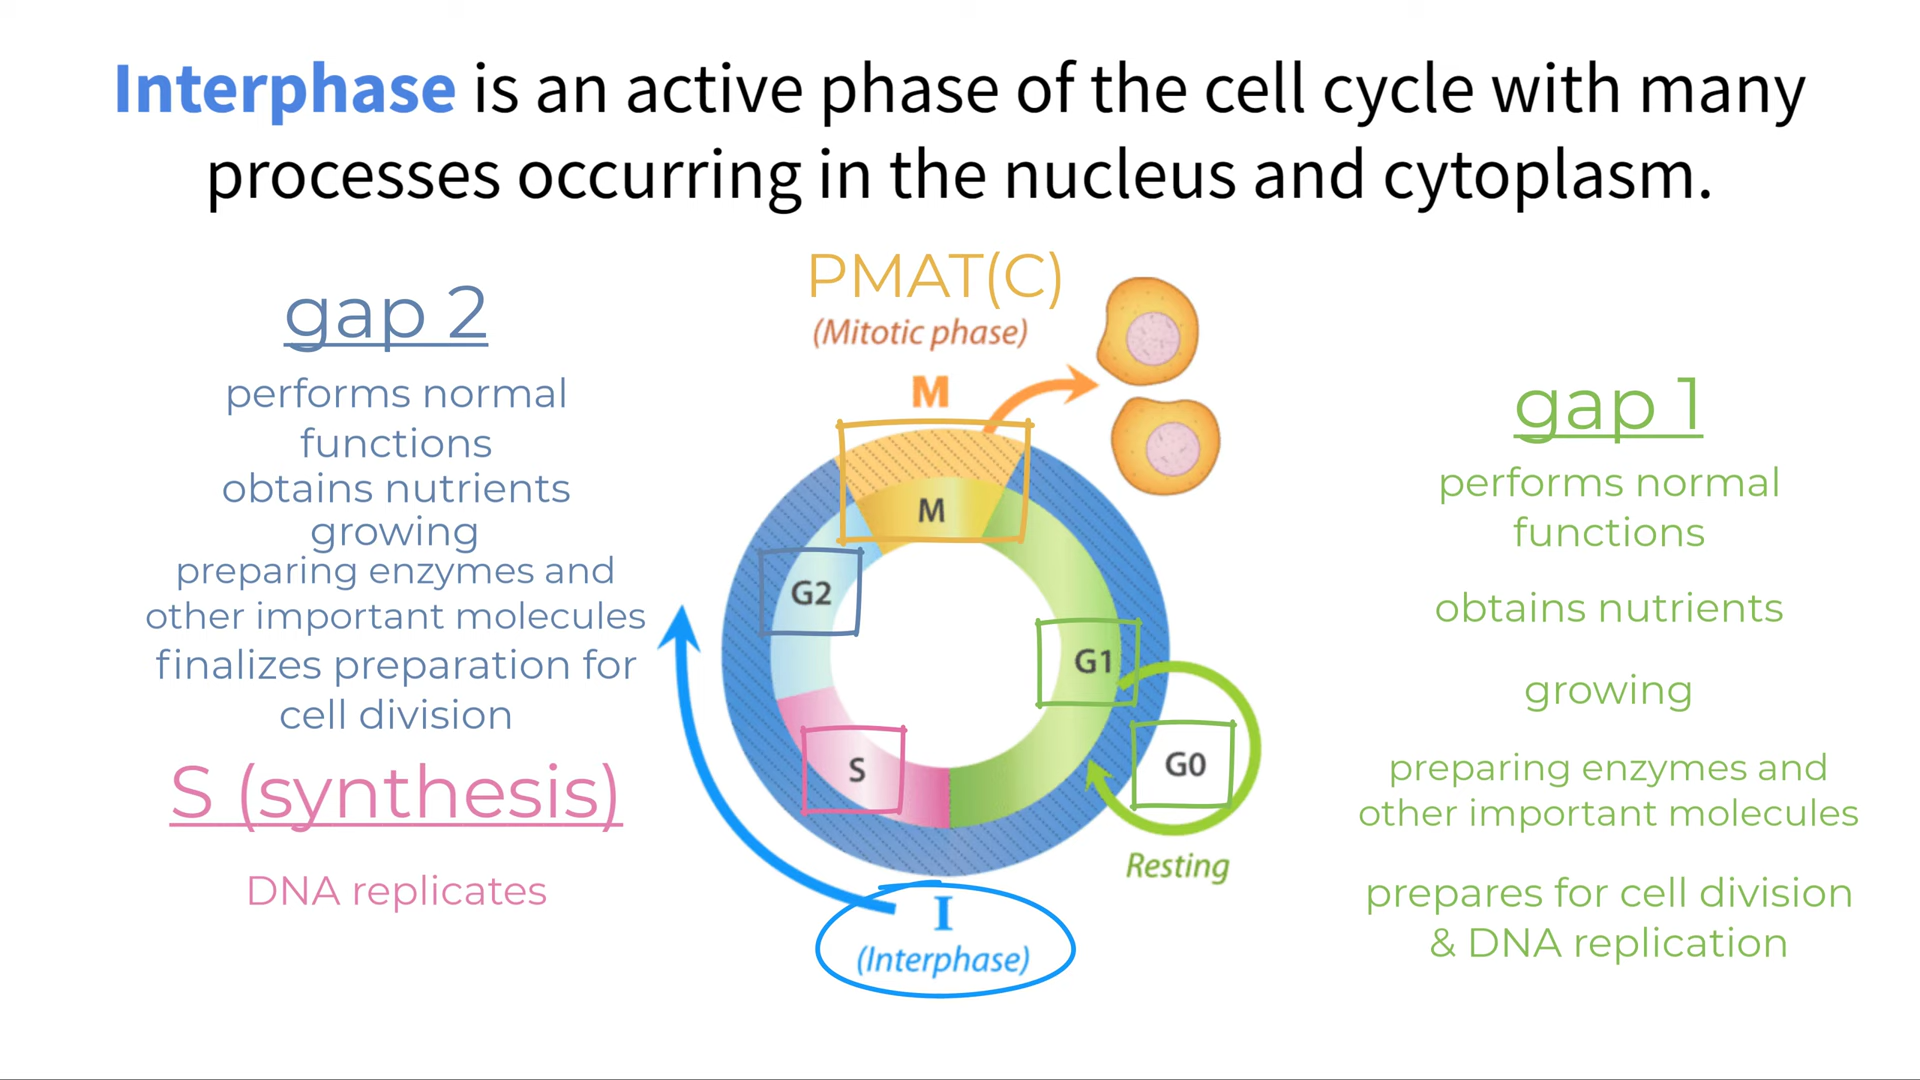 Interphase is an active phase of the cell cycle with many
processes occurring in the nucleus and cytoplasm.
gap 2
performs normal
functions
obtains nutrients
growing
preparing enzymes and
other important molecules
finalizes preparation for
cell division
S (synthesis)
DNA replicates
PMAT(C)
(Mitotic phase)
M
M
G2
G1
S
G0
Resting
I
(Interphase)
gap 1
performs normal
functions
obtains nutrients
growing
preparing enzymes and
other important molecules
prepares for cell division
& DNA replication